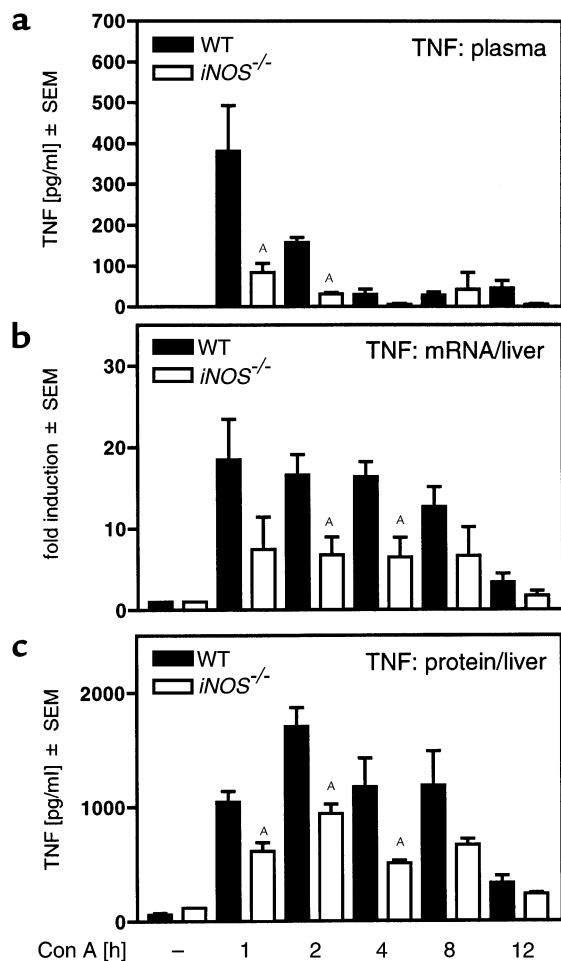 a
700
600
500
400
300
200
100
0
TNF [pg/ml] ± SEM
WT
iNOS-/-
TNF: plasma
A
A
b
30
20
10
0
fold induction ± SEM
WT
iNOS-/-
TNF: mRNA/liver
A
A
c
2000
1000
0
TNF [pg/ml] ± SEM
WT
iNOS-/-
TNF: protein/liver
A
A
A
Con A [h] – 1 2 4 8 12